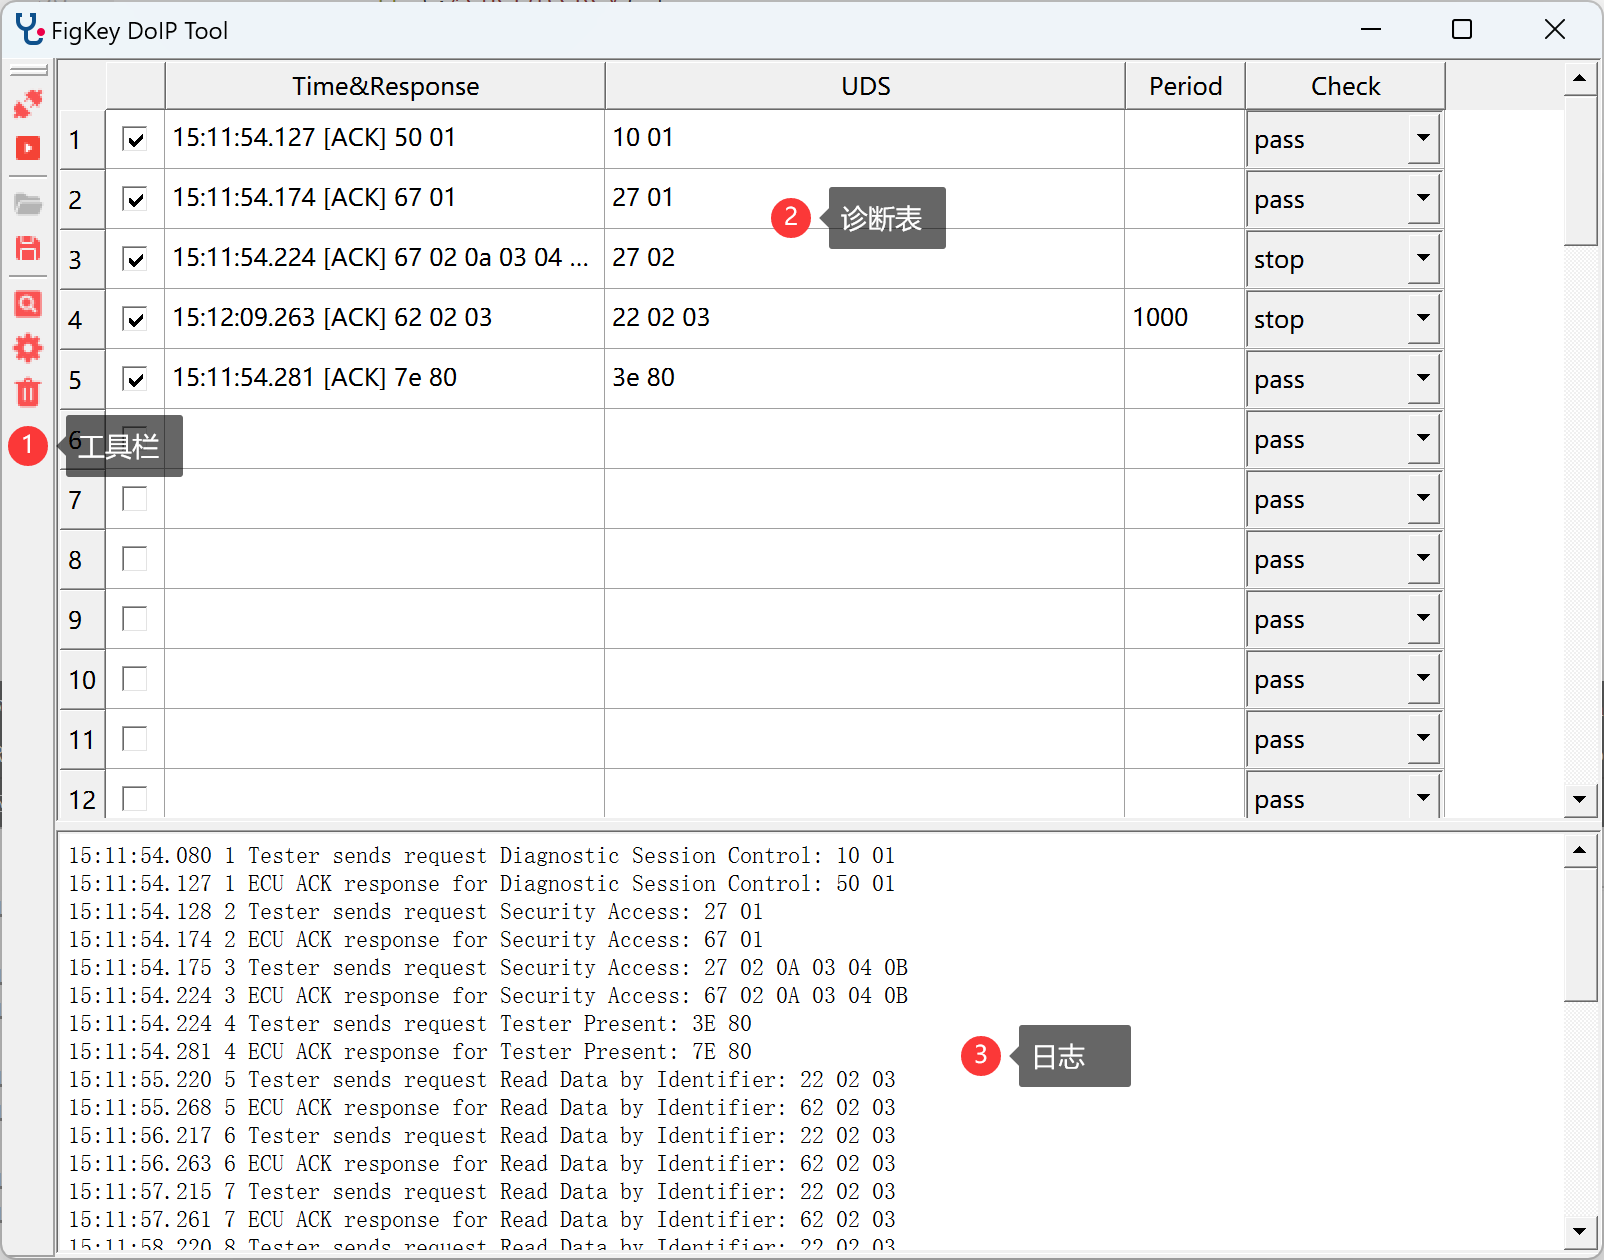 FigKey DoIP Tool
Time&Response UDS Period Check
1 15:11:54.127 [ACK] 50 01 10 01 pass
2 15:11:54.174 [ACK] 67 01 27 01 pass
2 诊断表
3 15:11:54.224 [ACK] 67 02 0a 03 04 ... 27 02 stop
4 15:12:09.263 [ACK] 62 02 03 22 02 03 1000 stop
5 15:11:54.281 [ACK] 7e 80 3e 80 pass
6 pass
1 工具栏
7 pass
8 pass
9 pass
10 pass
11 pass
12 pass
15:11:54.080 1 Tester sends request Diagnostic Session Control: 10 01
15:11:54.127 1 ECU ACK response for Diagnostic Session Control: 50 01
15:11:54.128 2 Tester sends request Security Access: 27 01
15:11:54.174 2 ECU ACK response for Security Access: 67 01
15:11:54.175 3 Tester sends request Security Access: 27 02 0A 03 04 0B
15:11:54.224 3 ECU ACK response for Security Access: 67 02 0A 03 04 0B
15:11:54.224 4 Tester sends request Tester Present: 3E 80
15:11:54.281 4 ECU ACK response for Tester Present: 7E 80
3 日志
15:11:55.220 5 Tester sends request Read Data by Identifier: 22 02 03
15:11:55.268 5 ECU ACK response for Read Data by Identifier: 62 02 03
15:11:56.217 6 Tester sends request Read Data by Identifier: 22 02 03
15:11:56.263 6 ECU ACK response for Read Data by Identifier: 62 02 03
15:11:57.215 7 Tester sends request Read Data by Identifier: 22 02 03
15:11:57.261 7 ECU ACK response for Read Data by Identifier: 62 02 03
15:11:58.220 8 Tester sends request Read Data by Identifier: 22 02 03